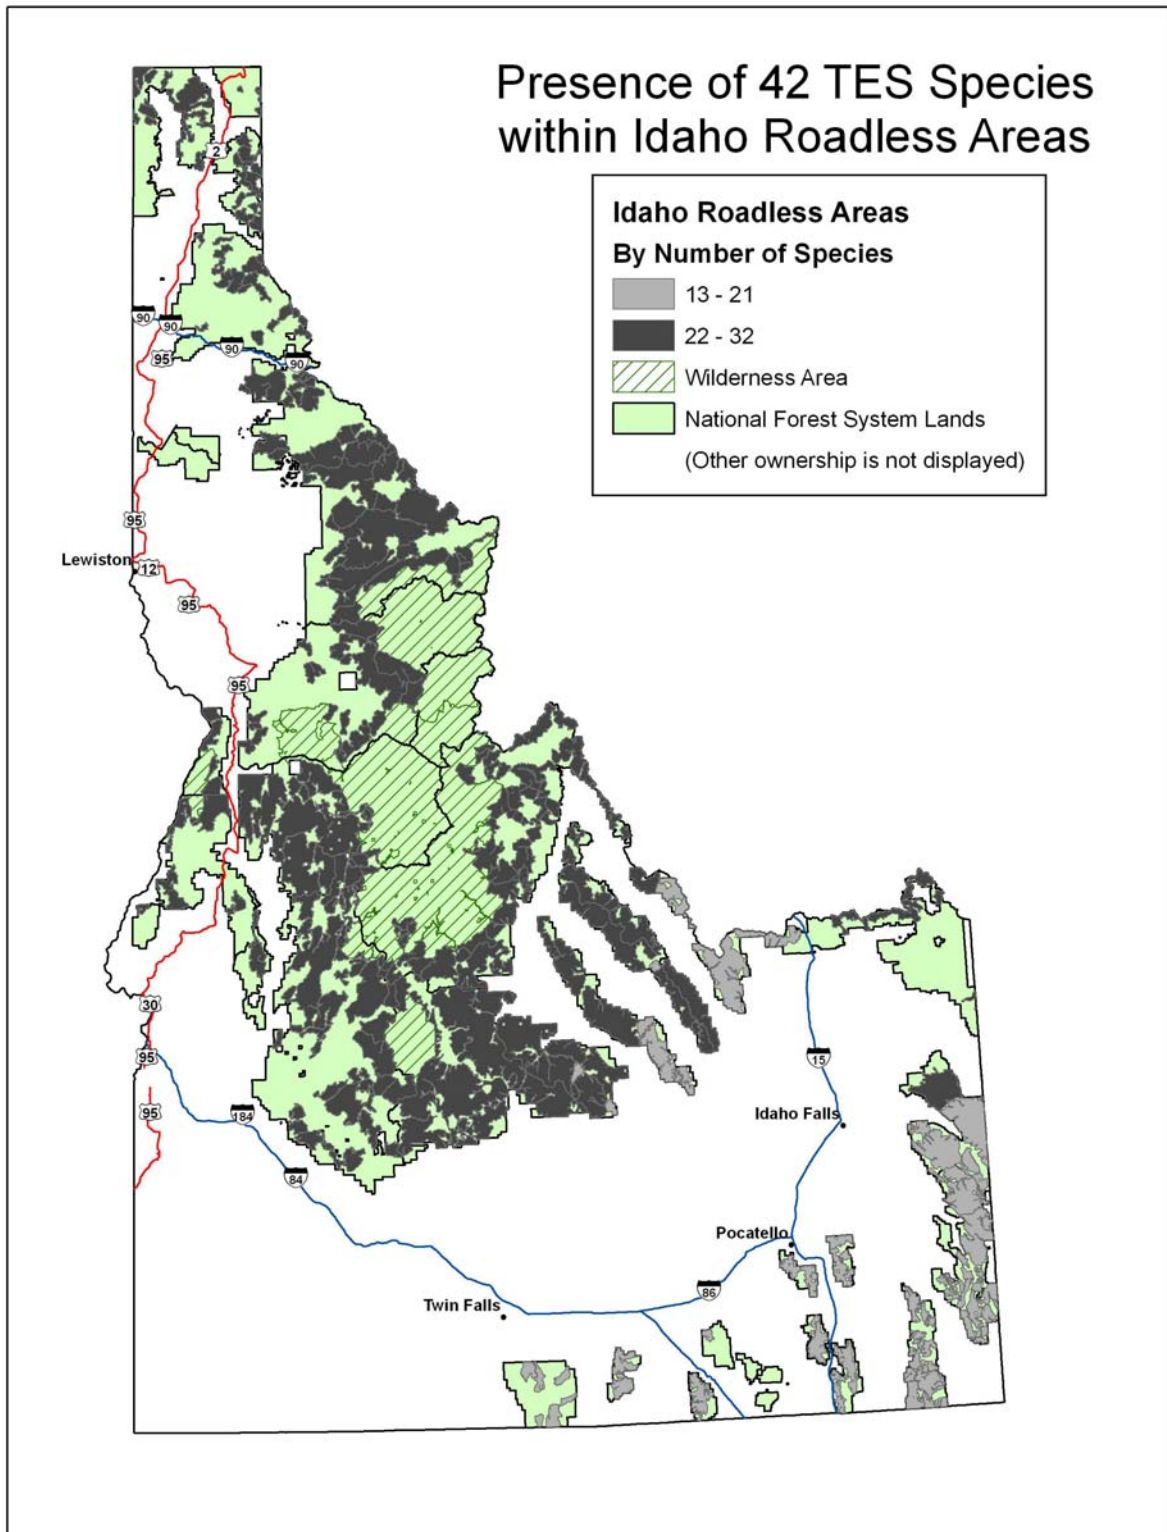 Presence of 42 TES Species
within Idaho Roadless Areas
Idaho Roadless Areas
By Number of Species
13 - 21
22 - 32
Wilderness Area
National Forest System Lands
(Other ownership is not displayed)
2
90
90
90
90
95
95
Lewiston
12
95
95
30
95
95
184
84
15
Idaho Falls
Pocatello
86
Twin Falls